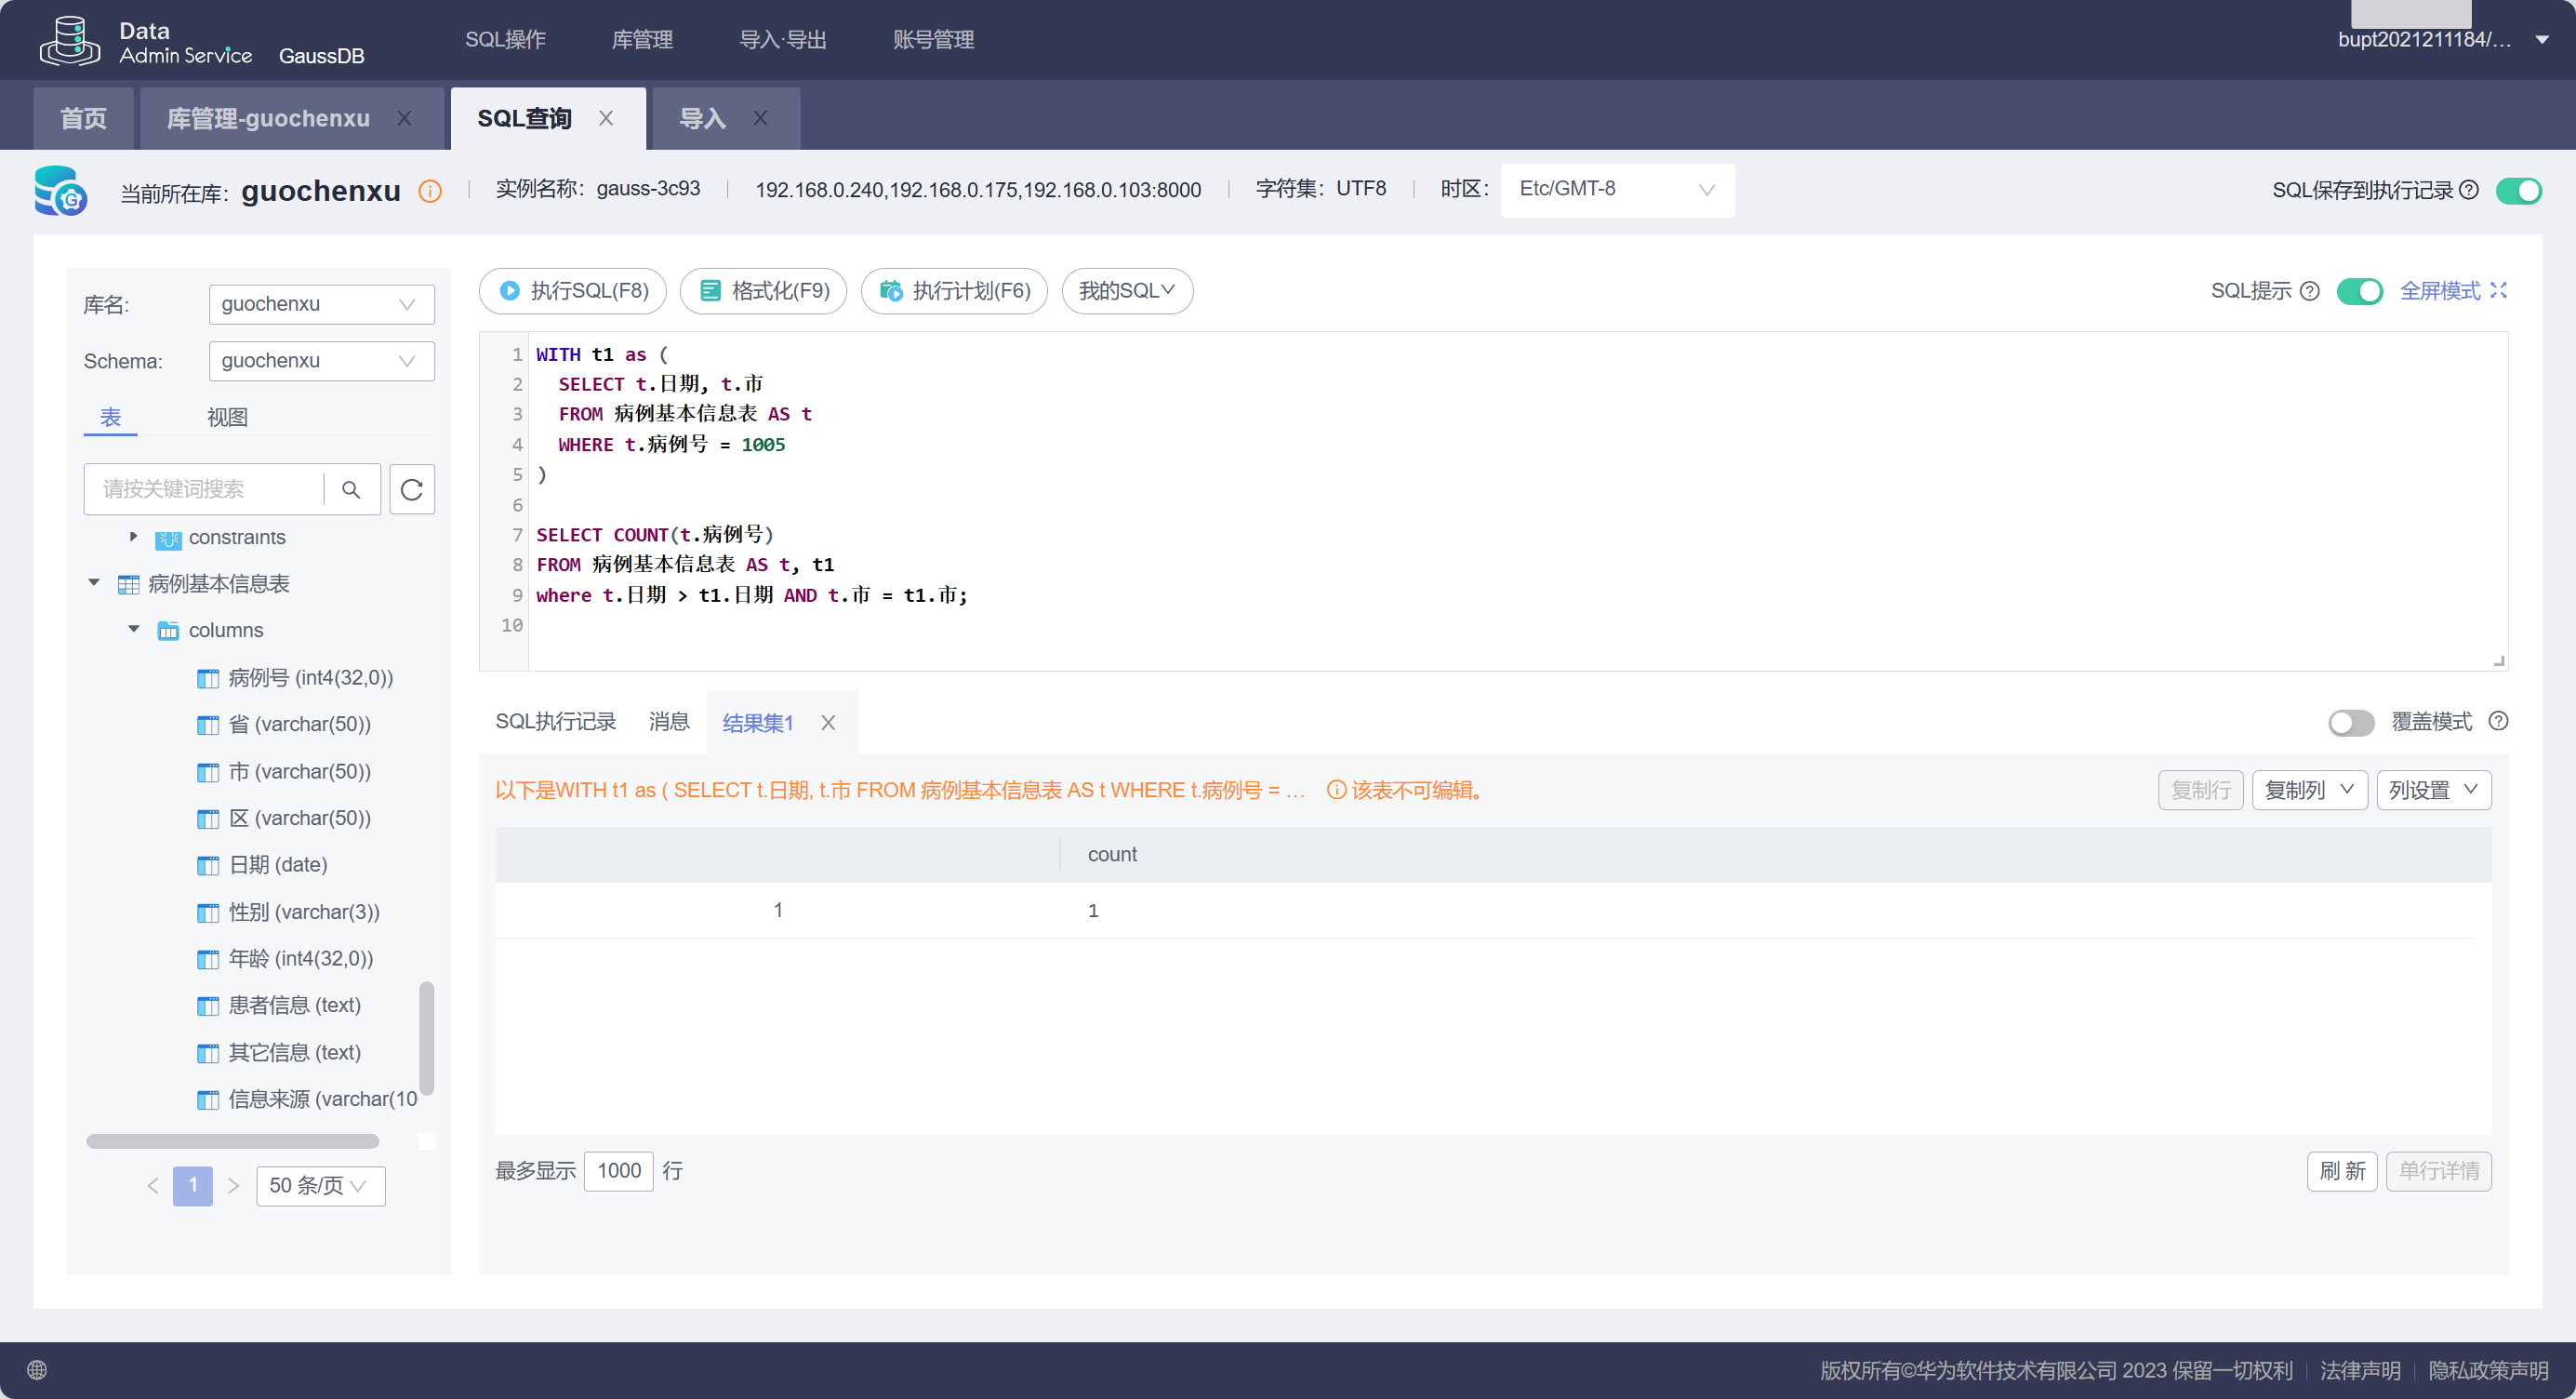 Data
Admin Service GaussDB SQL操作 库管理 导入·导出 账号管理 bupt2021211184/...
首页 库管理-guochenxu SQL查询 导入
当前所在库: guochenxu 实例名称: gauss-3c93 192.168.0.240,192.168.0.175,192.168.0.103:8000 字符集: UTF8 时区: Etc/GMT-8 SQL保存到执行记录
库名: guochenxu
Schema: guochenxu
表 视图
请按关键词搜索
constraints
病例基本信息表
columns
病例号 (int4(32,0))
省 (varchar(50))
市 (varchar(50))
区 (varchar(50))
日期 (date)
性别 (varchar(3))
年龄 (int4(32,0))
患者信息 (text)
其它信息 (text)
信息来源 (varchar(10
1 50 条/页
执行SQL(F8) 格式化(F9) 执行计划(F6) 我的SQL SQL提示 全屏模式
1 WITH t1 as (
2 SELECT t.日期, t.市
3 FROM 病例基本信息表 AS t
4 WHERE t.病例号 = 1005
5 )
6
7 SELECT COUNT(t.病例号)
8 FROM 病例基本信息表 AS t, t1
9 where t.日期 > t1.日期 AND t.市 = t1.市;
10
SQL执行记录 消息 结果集1 覆盖模式
以下是WITH t1 as ( SELECT t.日期, t.市 FROM 病例基本信息表 AS t WHERE t.病例号 = ... 该表不可编辑。 复制行 复制列 列设置
count
1 1
最多显示 1000 行 刷 新 单行详情
版权所有©华为软件技术有限公司 2023 保留一切权利 法律声明 隐私政策声明